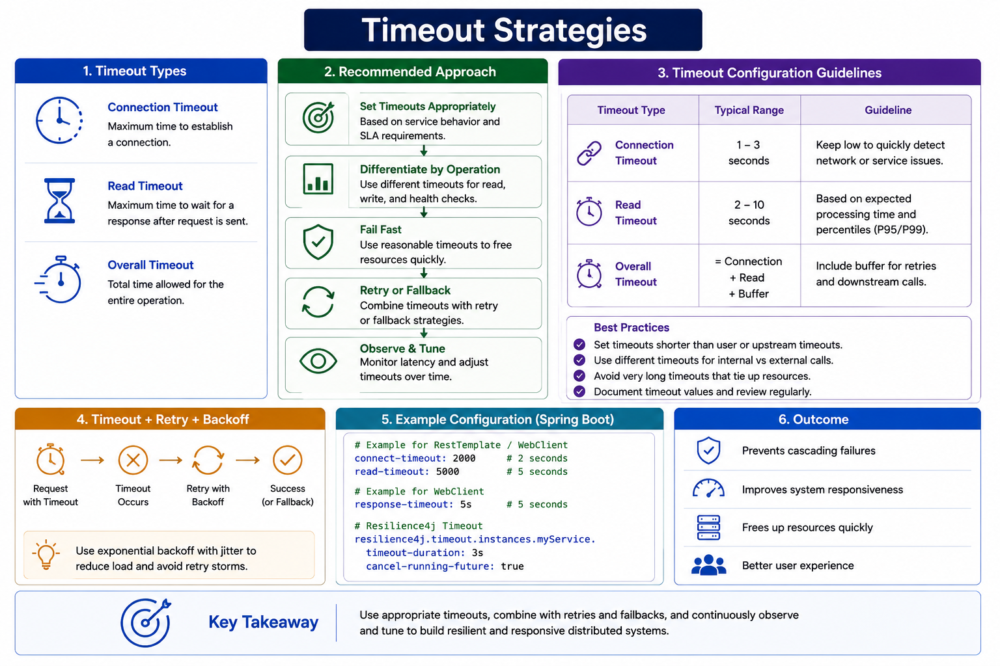 Timeout Strategies
1. Timeout Types
Connection Timeout
Maximum time to establish
a connection.
Read Timeout
Maximum time to wait for a
response after request is sent.
Overall Timeout
Total time allowed for the
entire operation.
2. Recommended Approach
Set Timeouts Appropriately
Based on service behavior and
SLA requirements.
Differentiate by Operation
Use different timeouts for read,
write, and health checks.
Fail Fast
Use reasonable timeouts to free
resources quickly.
Retry or Fallback
Combine timeouts with retry
or fallback strategies.
Observe & Tune
Monitor latency and adjust
timeouts over time.
3. Timeout Configuration Guidelines
Timeout Type
Typical Range
Guideline
Connection
Timeout
1 – 3
seconds
Keep low to quickly detect
network or service issues.
Read
Timeout
2 – 10
seconds
Based on expected
processing time and
percentiles (P95/P99).
Overall
Timeout
= Connection
+ Read
+ Buffer
Include buffer for retries
and downstream calls.
Best Practices
Set timeouts shorter than user or upstream timeouts.
Use different timeouts for internal vs external calls.
Avoid very long timeouts that tie up resources.
Document timeout values and review regularly.
4. Timeout + Retry + Backoff
Request
with Timeout
Timeout
Occurs
Retry with
Backoff
Success
(or Fallback)
Use exponential backoff with jitter to
reduce load and avoid retry storms.
5. Example Configuration (Spring Boot)
# Example for RestTemplate / WebClient
connect-timeout: 2000 # 2 seconds
read-timeout: 5000 # 5 seconds
# Example for WebClient
response-timeout: 5s # 5 seconds
# Resilience4j Timeout
resilience4j.timeout.instances.myService.
timeout-duration: 3s
cancel-running-future: true
6. Outcome
Prevents cascading failures
Improves system responsiveness
Frees up resources quickly
Better user experience
Key Takeaway
Use appropriate timeouts, combine with retries and failbacks, and continuously observe
and tune to build resilient and responsive distributed systems.